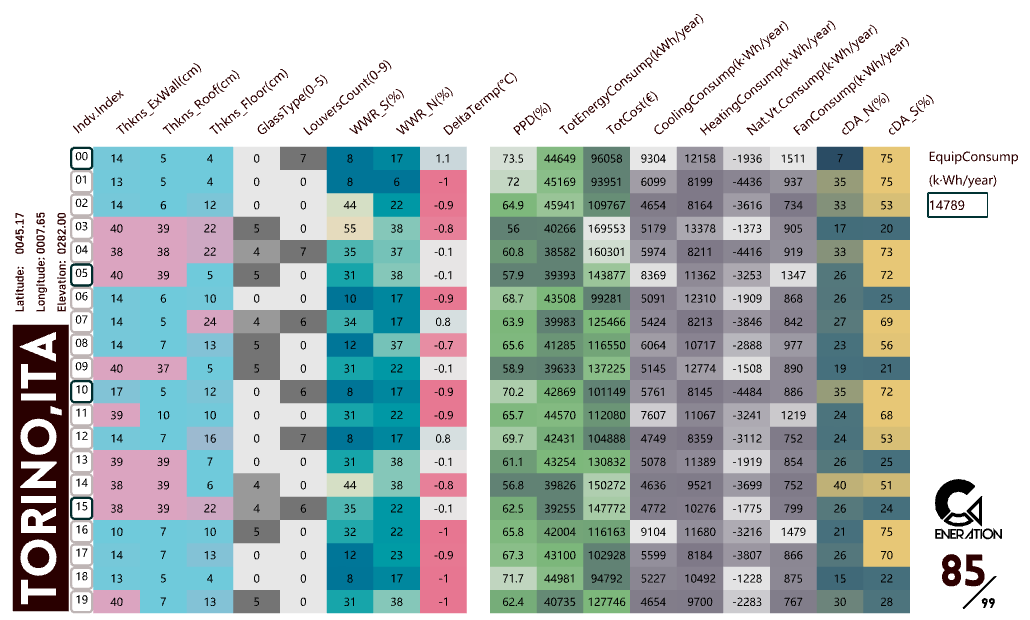 Indv.Index Thkns_ExWall(cm) Thkns_Roof(cm) Thkns_Floor(cm) GlassType(0-5) LouversCount(0-9) WWR_S(%) WWR_N(%) DeltaTermp(°C) PPD(%) TotEnergyConsump(kWh/year) TotCost(€) CoolingConsump(k·Wh/year) HeatingConsump(k·Wh/year) Nat.Vt.Consump(k·Wh/year) FanConsump(k·Wh/year) cDA_N(%) cDA_S(%)
00 14 5 4 0 7 8 17 1.1 73.5 44649 96058 9304 12158 -1936 1511 7 75
01 13 5 4 0 0 8 6 -1 72 45169 93951 6099 8199 -4436 937 35 75
02 14 6 12 0 0 44 22 -0.9 64.9 45941 109767 4654 8164 -3616 734 33 53
03 40 39 22 5 0 55 38 -0.8 56 40266 169553 5179 13378 -1373 905 17 20
04 38 38 22 4 7 35 37 -0.1 60.8 38582 160301 5974 8211 -4416 919 33 73
05 40 39 5 5 0 31 38 -0.1 57.9 39393 143877 8369 11362 -3253 1347 26 72
06 14 6 10 0 0 10 17 -0.9 68.7 43508 99281 5091 12310 -1909 868 26 25
07 14 5 24 4 6 34 17 0.8 63.9 39983 125466 5424 8213 -3846 842 27 69
08 14 7 13 5 0 12 37 -0.7 65.6 41285 116550 6064 10717 -2888 977 23 56
09 40 37 5 5 0 31 22 -0.1 58.9 39633 137225 5145 12774 -1508 890 19 21
10 17 5 12 0 6 8 17 -0.9 70.2 42869 101149 5761 8145 -4484 886 35 72
11 39 10 10 0 0 31 22 -0.9 65.7 44570 112080 7607 11067 -3241 1219 24 68
12 14 7 16 0 7 8 17 0.8 69.7 42431 104888 4749 8359 -3112 752 24 53
13 39 39 7 0 0 31 38 -0.1 61.1 43254 130832 5078 11389 -1919 854 26 25
14 38 39 6 4 0 44 38 -0.8 56.8 39826 150272 4636 9521 -3699 752 40 51
15 38 39 22 4 6 35 22 -0.1 62.5 39255 147772 4772 10276 -1775 799 26 24
16 10 7 10 5 0 32 22 -1 65.8 42004 116163 9104 11680 -3216 1479 21 75
17 14 7 13 0 0 12 23 -0.9 67.3 43100 102928 5599 8184 -3807 866 26 70
18 13 5 4 0 0 8 17 -1 71.7 44981 94792 5227 10492 -1228 875 15 22
19 40 7 13 5 0 31 38 -1 62.4 40735 127746 4654 9700 -2283 767 30 28
EquipConsump
(k·Wh/year)
14789
Latitude: 0045.17
Longitude: 0007.65
Elevation: 0282.00
TORINO,ITA
ENERATION
85/99